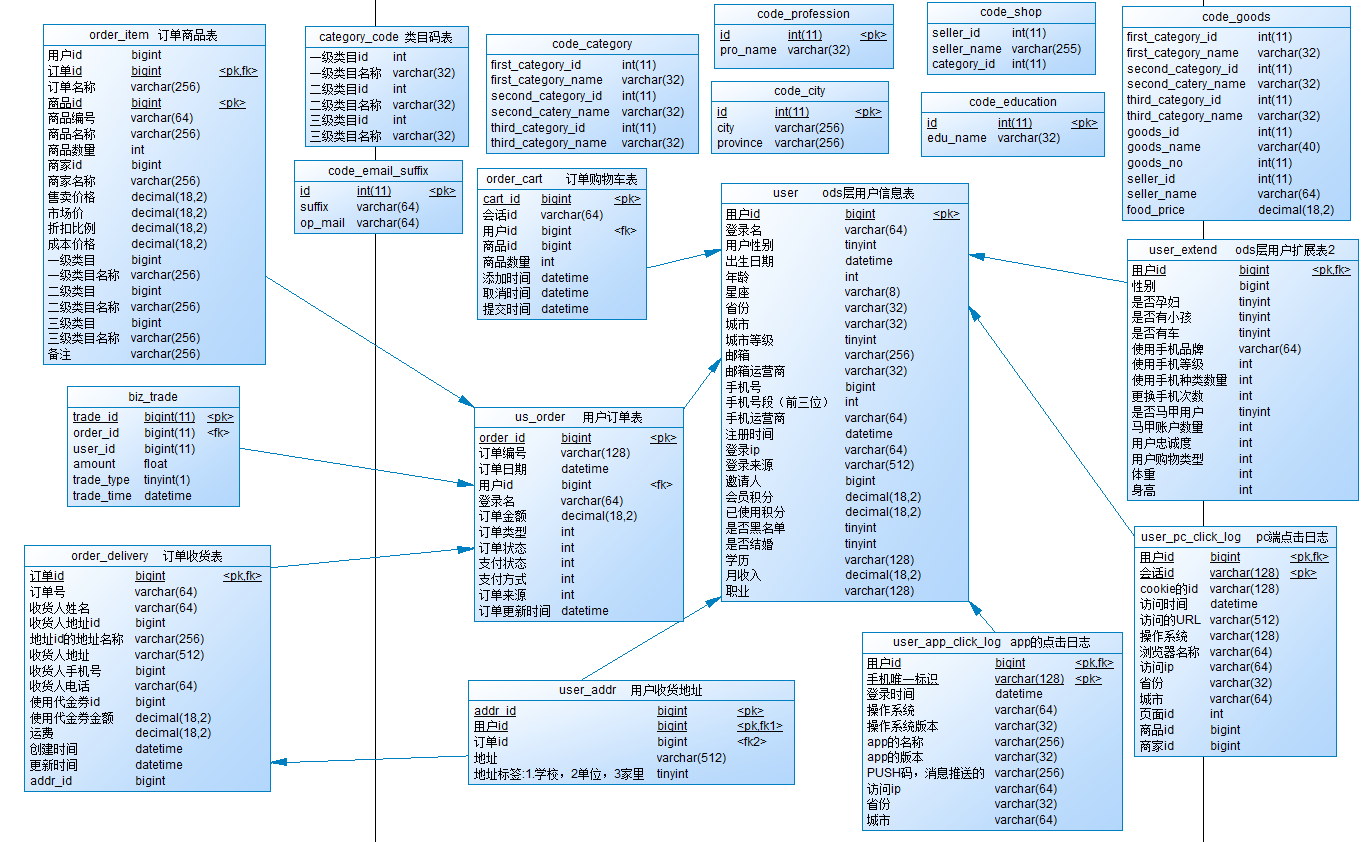 order_item 订单商品表
用户id bigint
订单id bigint <pk,fk>
订单名称 varchar(256)
商品id bigint <pk>
商品编号 varchar(64)
商品名称 varchar(256)
商品数量 int
商家id bigint
商家名称 varchar(256)
售卖价格 decimal(18,2)
市场价 decimal(18,2)
折扣比例 decimal(18,2)
成本价格 decimal(18,2)
一级类目 bigint
一级类目名称 varchar(256)
二级类目 bigint
二级类目名称 varchar(256)
三级类目 bigint
三级类目名称 varchar(256)
备注 varchar(256)
category_code 类目码表
一级类目id int
一级类目名称 varchar(32)
二级类目id int
二级类目名称 varchar(32)
三级类目id int
三级类目名称 varchar(32)
code_category
first_category_id int(11)
first_category_name varchar(32)
second_category_id int(11)
second_catery_name varchar(32)
third_category_id int(11)
third_category_name varchar(32)
code_profession
id int(11) <pk>
pro_name varchar(32)
code_shop
seller_id int(11)
seller_name varchar(255)
category_id int(11)
code_goods
first_category_id int(11)
first_category_name varchar(32)
second_category_id int(11)
second_catery_name varchar(32)
third_category_id int(11)
third_category_name varchar(32)
goods_id int(11)
goods_name varchar(40)
goods_no int(11)
seller_id int(11)
seller_name varchar(64)
food_price decimal(18,2)
code_city
id int(11) <pk>
city varchar(256)
province varchar(256)
code_education
id int(11) <pk>
edu_name varchar(32)
code_email_suffix
id int(11) <pk>
suffix varchar(64)
op_mail varchar(64)
order_cart 订单购物车表
cart_id bigint <pk>
会话id varchar(64)
用户id bigint <fk>
商品id bigint
商品数量 int
添加时间 datetime
取消时间 datetime
提交时间 datetime
user ods层用户信息表
用户id bigint <pk>
登录名 varchar(64)
用户性别 tinyint
出生日期 datetime
年龄 int
星座 varchar(8)
省份 varchar(32)
城市 varchar(32)
城市等级 tinyint
邮箱 varchar(256)
邮箱运营商 varchar(32)
手机号 bigint
手机号段（前三位） int
手机运营商 varchar(64)
注册时间 datetime
登录ip varchar(64)
登录来源 varchar(512)
邀请人 bigint
会员积分 decimal(18,2)
已使用积分 decimal(18,2)
是否黑名单 tinyint
是否结婚 tinyint
学历 varchar(128)
月收入 decimal(18,2)
职业 varchar(128)
user_extend ods层用户扩展表2
用户id bigint <pk,fk>
性别 bigint
是否孕妇 tinyint
是否有小孩 tinyint
是否有车 tinyint
使用手机品牌 varchar(64)
使用手机等级 int
使用手机种类数量 int
更换手机次数 int
是否马甲用户 tinyint
马甲账户数量 int
用户忠诚度 int
用户购物类型 int
体重 int
身高 int
biz_trade
trade_id bigint(11) <pk>
order_id bigint(11) <fk>
user_id bigint(11)
amount float
trade_type tinyint(1)
trade_time datetime
us_order 用户订单表
order_id bigint <pk>
订单编号 varchar(128)
订单日期 datetime
用户id bigint <fk>
登录名 varchar(64)
订单金额 decimal(18,2)
订单类型 int
订单状态 int
支付状态 int
支付方式 int
订单来源 int
订单更新时间 datetime
order_delivery 订单收货表
订单id bigint <pk,fk>
订单号 varchar(64)
收货人姓名 varchar(64)
收货人地址id bigint
地址id的地址名称 varchar(256)
收货人地址 varchar(512)
收货人手机号 bigint
收货人电话 varchar(64)
使用代金券id bigint
使用代金券金额 decimal(18,2)
运费 decimal(18,2)
创建时间 datetime
更新时间 datetime
addr_id bigint
user_addr 用户收货地址
addr_id bigint <pk>
用户id bigint <pk,fk1>
订单id bigint <fk2>
地址 varchar(512)
地址标签:1.学校，2单位，3家里 tinyint
user_app_click_log app的点击日志
用户id bigint <pk,fk>
手机唯一标识 varchar(128) <pk>
登录时间 datetime
操作系统 varchar(64)
操作系统版本 varchar(32)
app的名称 varchar(256)
app的版本 varchar(32)
PUSH码，消息推送的 varchar(256)
访问ip varchar(64)
省份 varchar(32)
城市 varchar(64)
user_pc_click_log pc端点击日志
用户id bigint <pk,fk>
会话id varchar(128) <pk>
cookie的id varchar(128)
访问时间 datetime
访问的URL varchar(512)
操作系统 varchar(128)
浏览器名称 varchar(64)
访问ip varchar(64)
省份 varchar(32)
城市 varchar(64)
页面id int
商品id bigint
商家id bigint